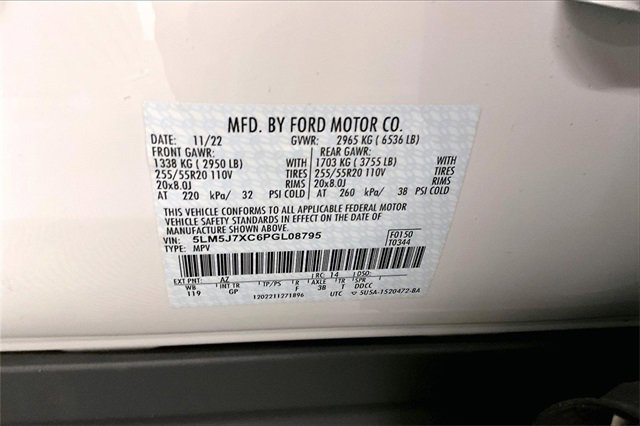 MFD. BY FORD MOTOR CO.
DATE: 11/22 GVWR: 2965 KG ( 6536 LB)
FRONT GAWR: REAR GAWR:
1338 KG ( 2950 LB) WITH 1703 KG ( 3755 LB) WITH
255/55R20 110V TIRES 255/55R20 110V TIRES
20x8.0J RIMS 20x8.0J RIMS
AT 220 kPa/ 32 PSI COLD AT 260 kPa/ 38 PSI COLD
THIS VEHICLE CONFORMS TO ALL APPLICABLE FEDERAL MOTOR
VEHICLE SAFETY STANDARDS IN EFFECT ON THE DATE OF
MANUFACTURE SHOWN ABOVE.
VIN: 5LM5J7XC6PGL08795 F0150
TYPE: MPV T0344
EXT PNT: AZ RC: 14 DSO:
WB INT TR TP/PS R AXLE TR SPR
119 GP F 3B T DDCC
1202211271896 UTC 5U5A-1520472-BA